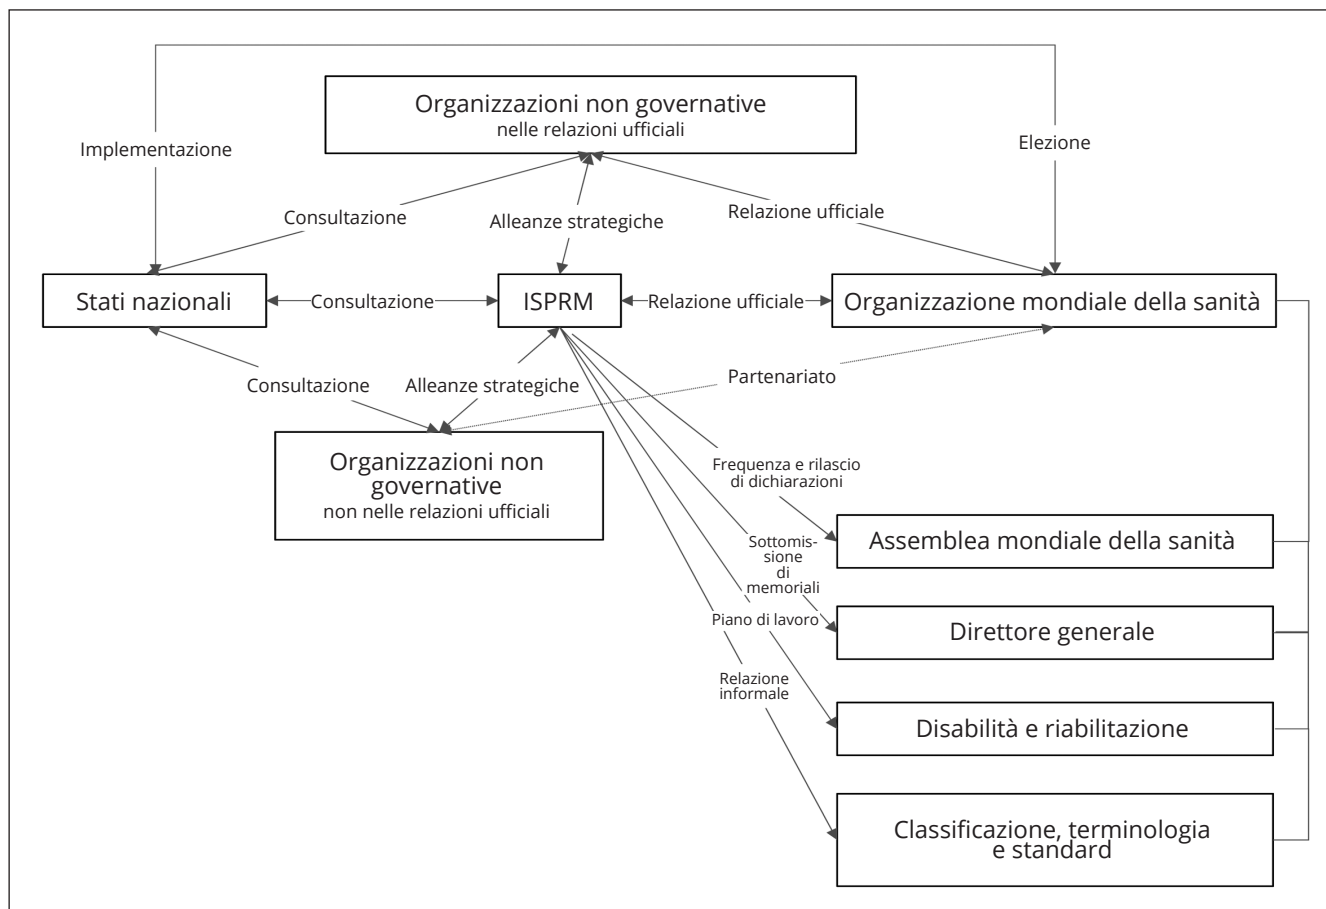 Organizzazioni non governative
nelle relazioni ufficiali
Implementazione
Elezione
Consultazione
Alleanze strategiche
Relazione ufficiale
Stati nazionali
Consultazione
ISPRM
Relazione ufficiale
Organizzazione mondiale della sanità
Consultazione
Alleanze strategiche
Partenariato
Organizzazioni non
governative
non nelle relazioni ufficiali
Frequenza e rilascio
di dichiarazioni
Assemblea mondiale della sanità
Sottomis-
sione
di
memoriali
Direttore generale
Piano di lavoro
Relazione
informale
Disabilità e riabilitazione
Classificazione, terminologia
e standard